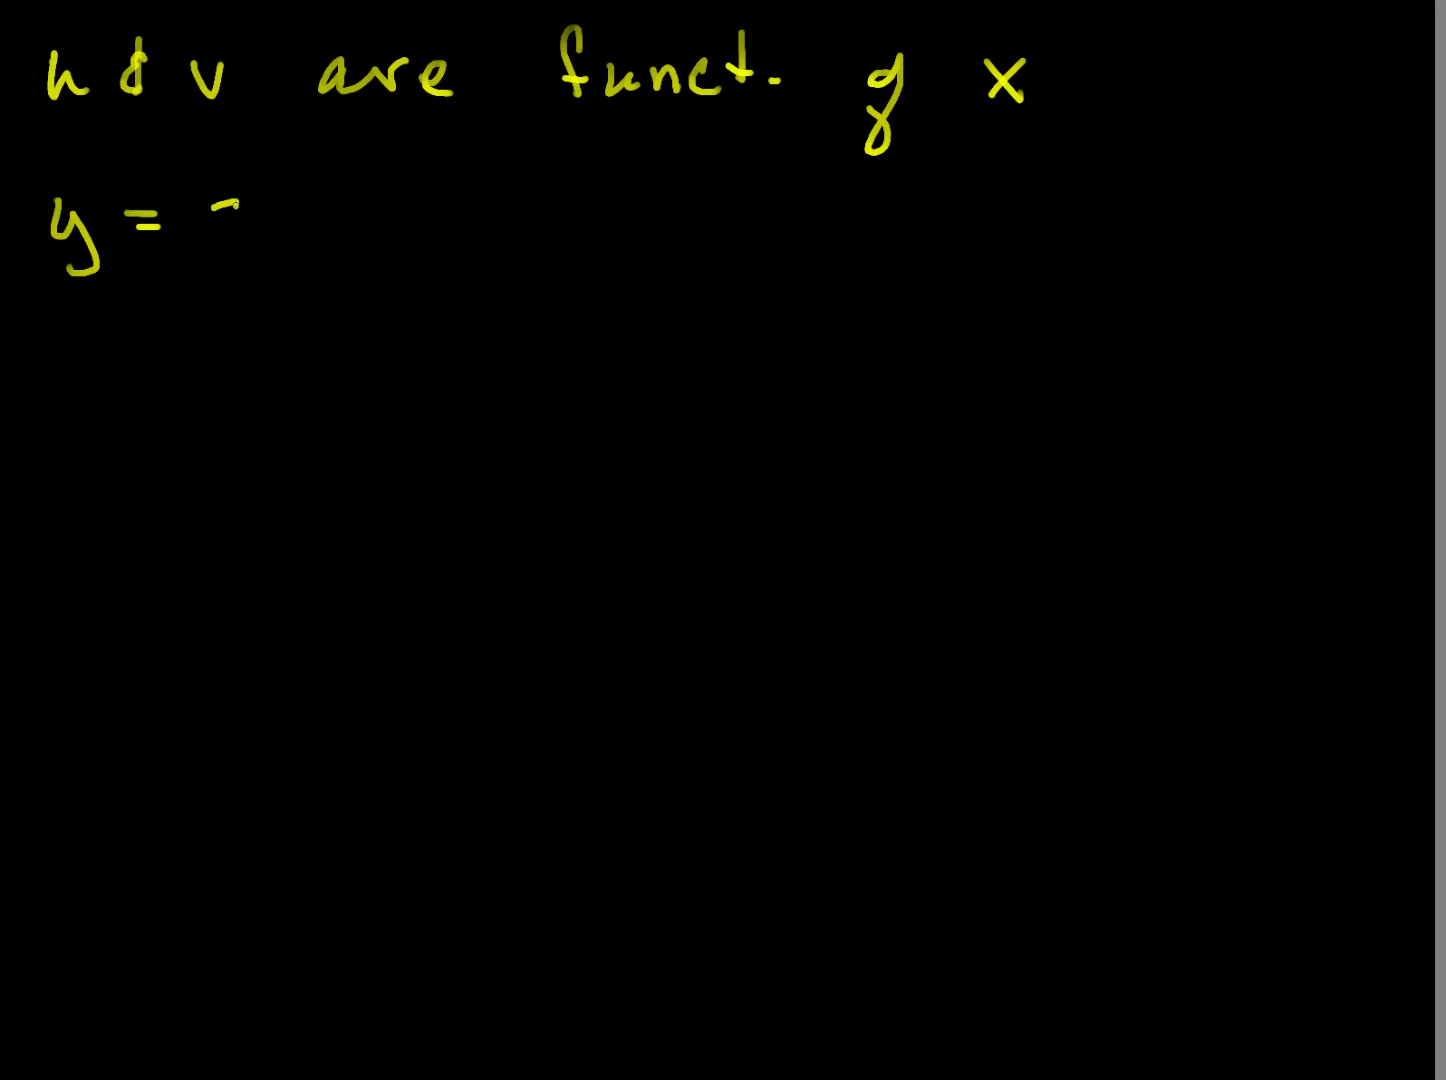 u & v are funct. of x
y =